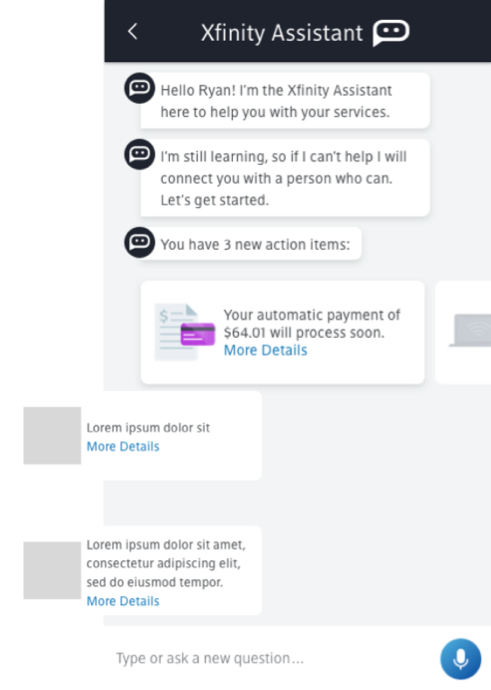 Xfinity Assistant
Hello Ryan! I'm the Xfinity Assistant
here to help you with your services.
I'm still learning, so if I can't help I will
connect you with a person who can.
Let's get started.
You have 3 new action items:
$
Your automatic payment of
$64.01 will process soon.
More Details
Lorem ipsum dolor sit
More Details
Lorem ipsum dolor sit amet,
consectetur adipiscing elit,
sed do eiusmod tempor.
More Details
Type or ask a new question...